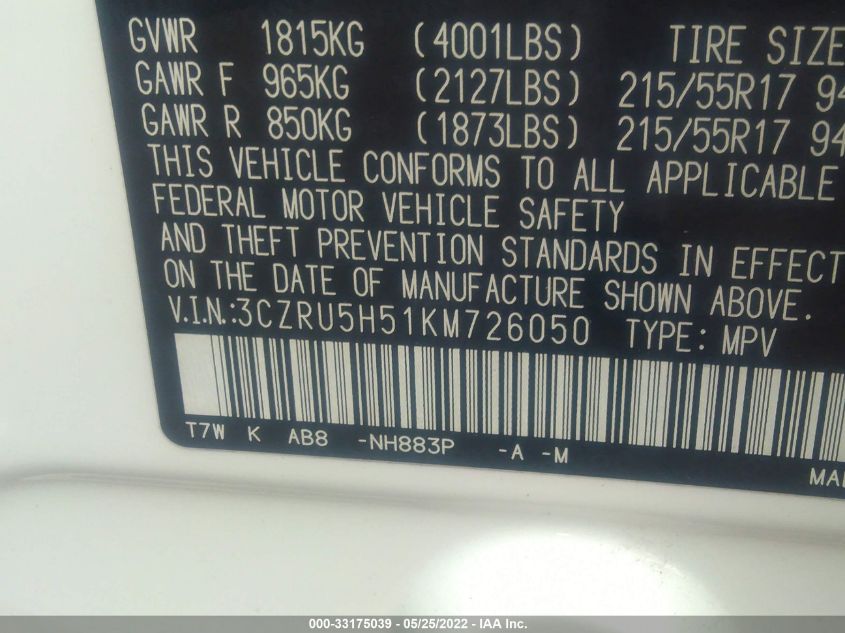 GVWR 1815KG (4001LBS) TIRE SIZE
GAWR F 965KG (2127LBS) 215/55R17 94
GAWR R 850KG (1873LBS) 215/55R17 94
THIS VEHICLE CONFORMS TO ALL APPLICABLE
FEDERAL MOTOR VEHICLE SAFETY
AND THEFT PREVENTION STANDARDS IN EFFECT
ON THE DATE OF MANUFACTURE SHOWN ABOVE.
V.I.N.:3CZRU5H51KM726050 TYPE: MPV
T7W K AB8 -NH883P -A -M
000-33175039 - 05/25/2022 - IAA Inc.